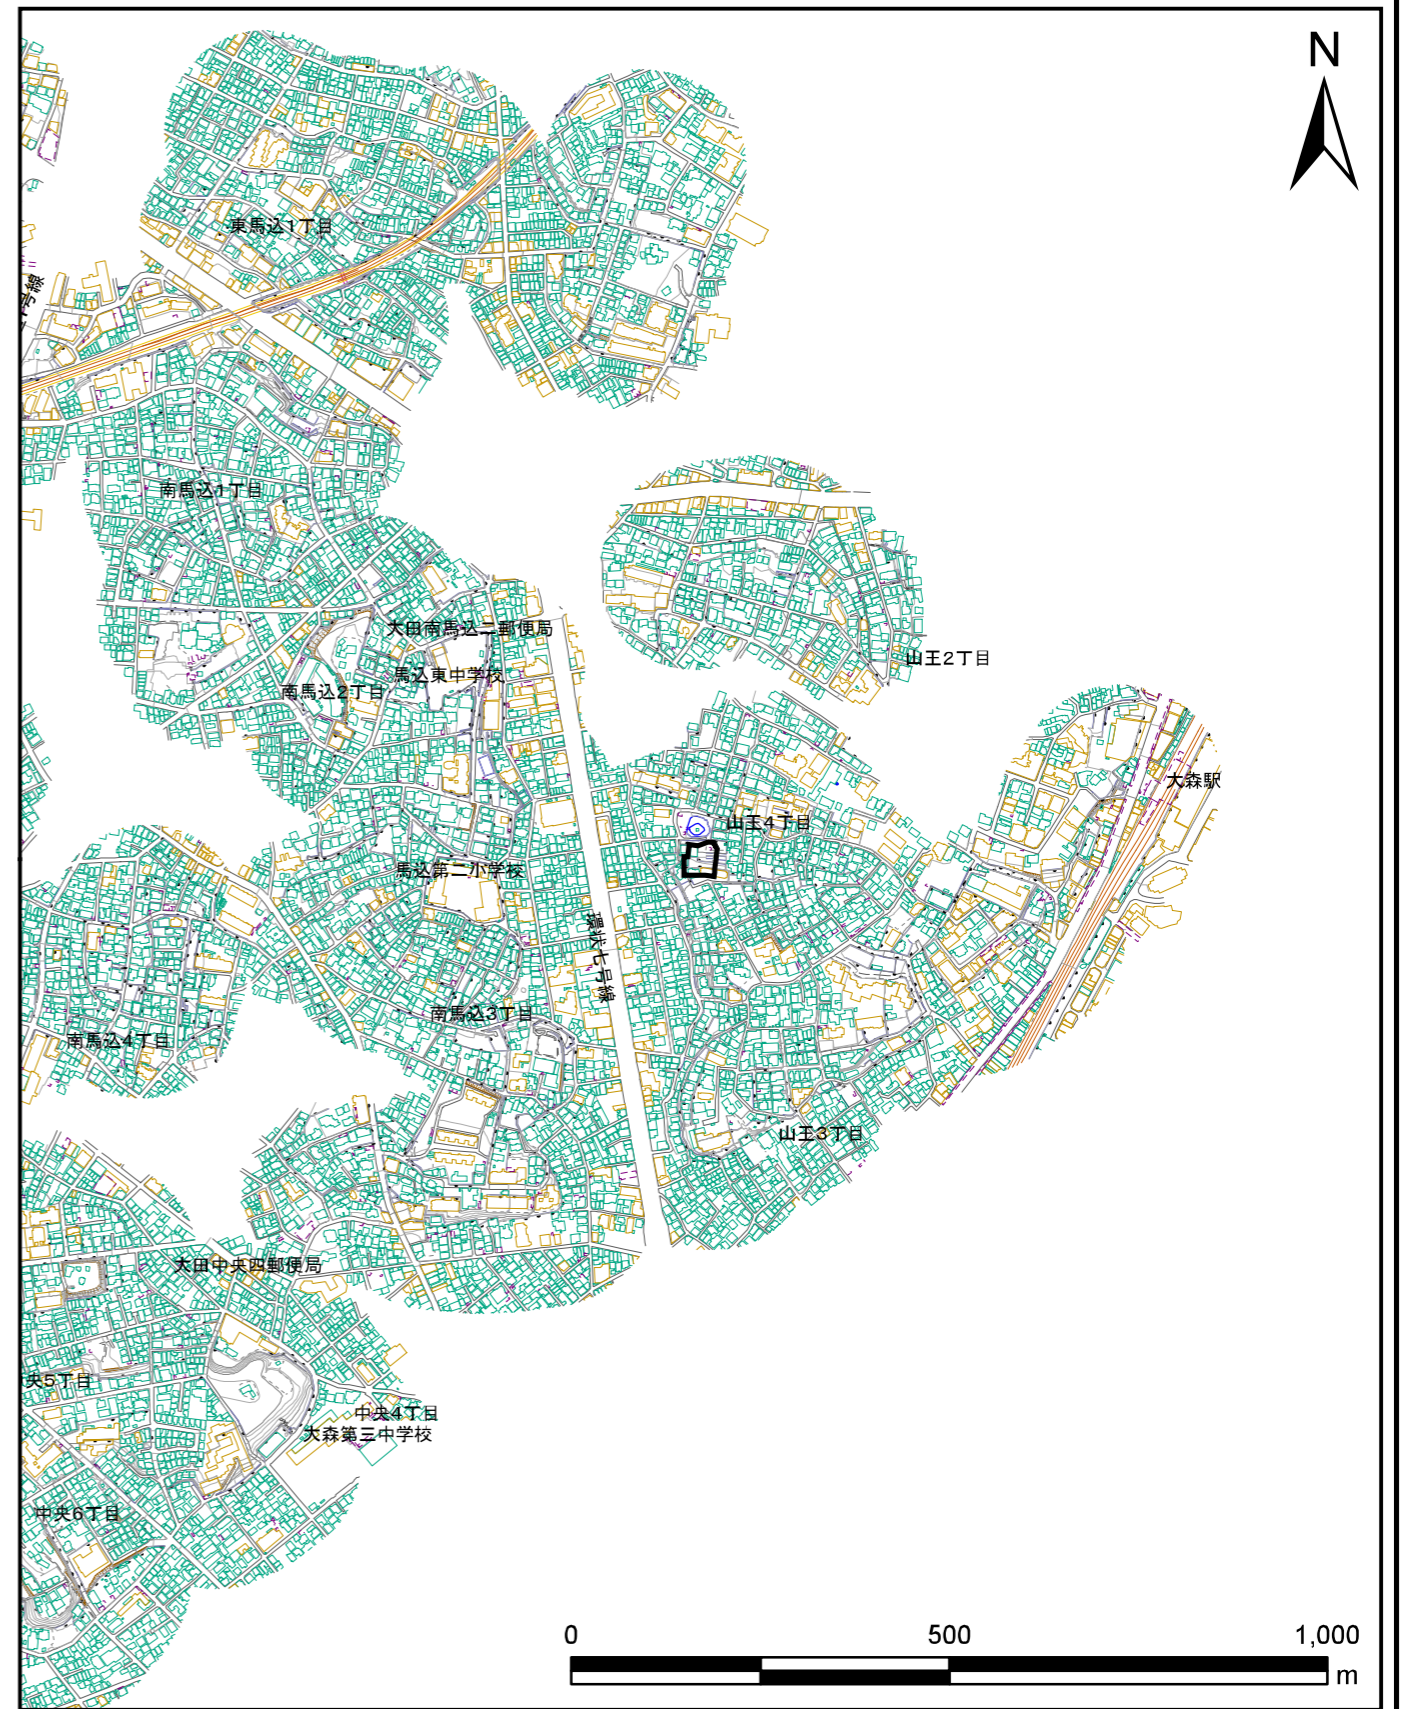 N
東馬込1丁目
号線
南馬込1丁目
大田南馬込二郵便局
山王2丁目
馬込東中学校
南馬込2丁目
大森駅
山王4丁目
馬込第二小学校
環状七号線
南馬込3丁目
南馬込4丁目
山王3丁目
大田中央四郵便局
央5丁目
中央4丁目
大森第三中学校
中央6丁目
0 500 1,000
m